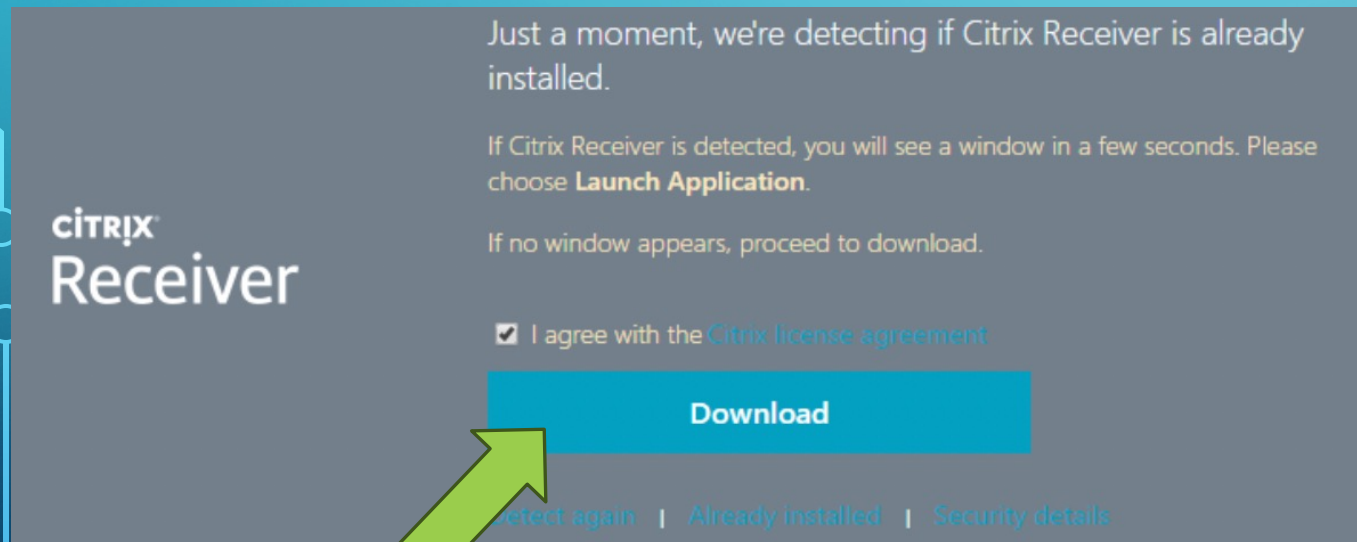 Just a moment, we're detecting if Citrix Receiver is already
installed.
If Citrix Receiver is detected, you will see a window in a few seconds. Please
choose Launch Application.
If no window appears, proceed to download.
CİTRIX
Receiver
I agree with the Citrix license agreement
Download
Detect again | Already installed | Security details